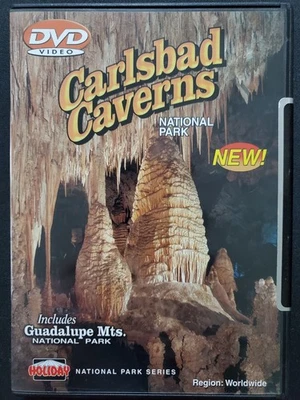 DVD
VIDEO
Carlsbad
Caverns
NATIONAL
PARK
NEW!
Includes
Guadalupe Mts.
NATIONAL PARK
HOLIDAY
NATIONAL PARK SERIES
Region: Worldwide